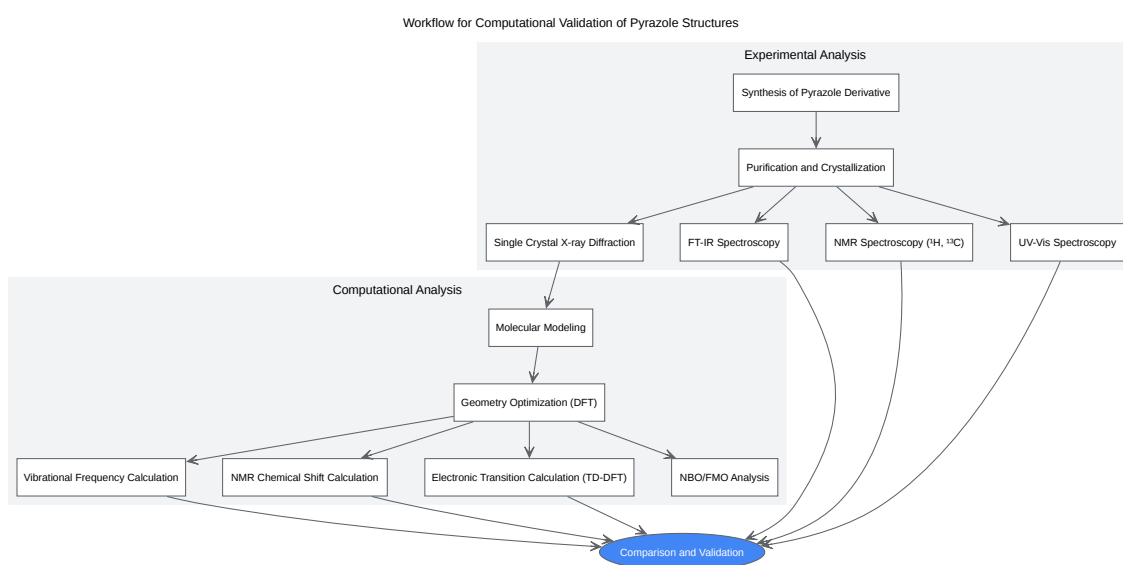 Workflow for Computational Validation of Pyrazole Structures
Experimental Analysis
Synthesis of Pyrazole Derivative
Purification and Crystallization
Single Crystal X-ray Diffraction
FT-IR Spectroscopy
NMR Spectroscopy (¹H, ¹³C)
UV-Vis Spectroscopy
Computational Analysis
Molecular Modeling
Geometry Optimization (DFT)
Vibrational Frequency Calculation
NMR Chemical Shift Calculation
Electronic Transition Calculation (TD-DFT)
NBO/FMO Analysis
Comparison and Validation